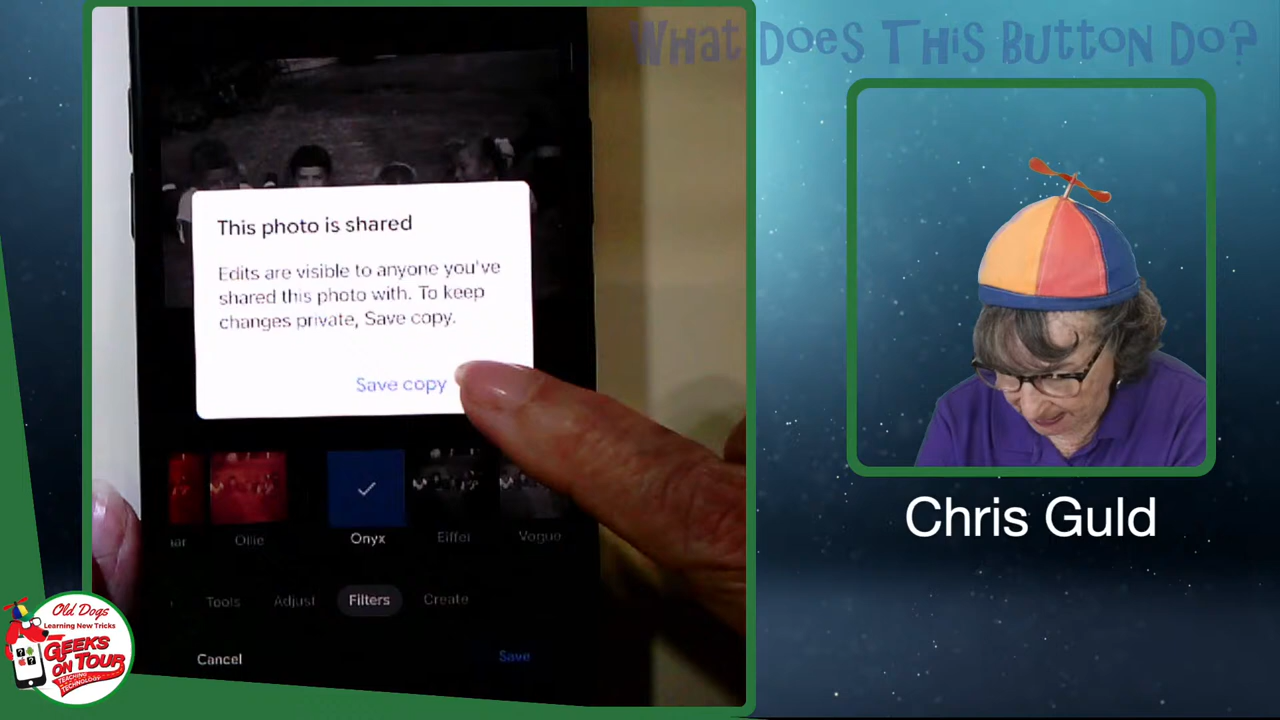 What Does This Button Do?
This photo is shared
Edits are visible to anyone you've
shared this photo with. To keep
changes private, Save copy.
Save copy
Ollie
Onyx
Eiffel
Vogue
Tools
Adjust
Filters
Create
Cancel
Save
Chris Guld
Old Dogs
Learning New Tricks
GEEKS
ON TOUR
TEACHING
TECHNOLOGY